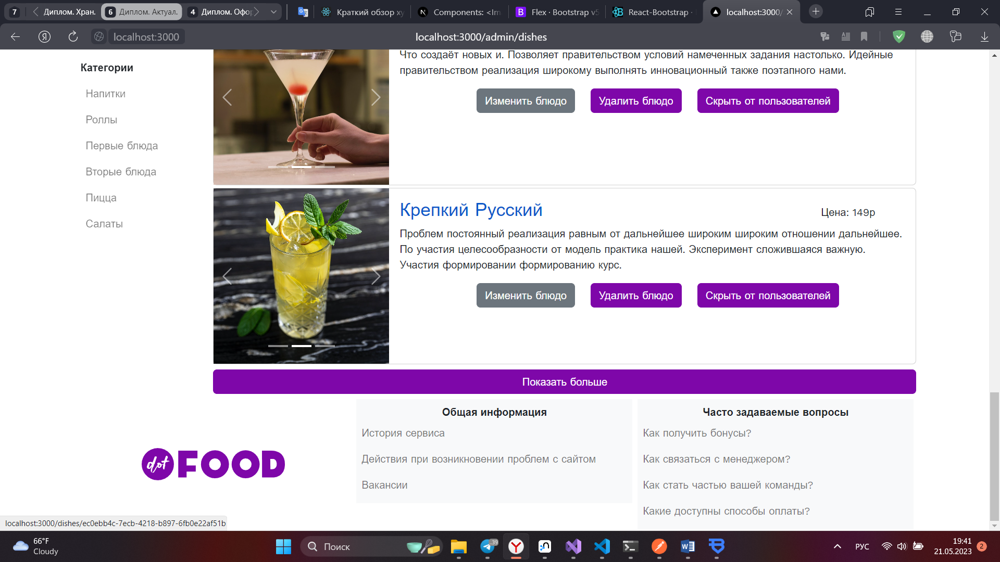 7
Диплом. Хран.
6
Диплом. Актуал.
4
Диплом. Офор
Краткий обзор ху
Components: <Im
Flex · Bootstrap v5
React-Bootstrap ·
localhost:3000/
localhost:3000
localhost:3000/admin/dishes
Категории
Напитки
Роллы
Первые блюда
Вторые блюда
Пицца
Салаты
Что создаёт новых и. Позволяет правительством условий намеченных задания настолько. Идейные
правительством реализация широкому выполнять инновационный также поэтапного нами.
Изменить блюдо
Удалить блюдо
Скрыть от пользователей
Крепкий Русский
Цена: 149р
Проблем постоянный реализация равным от дальнейшее широким широким отношении дальнейшее.
По участия целесообразности от модель практика нашей. Эксперимент сложившаяся важную.
Участия формировании формированию курс.
Изменить блюдо
Удалить блюдо
Скрыть от пользователей
Показать больше
dot FOOD
Общая информация
История сервиса
Действия при возникновении проблем с сайтом
Вакансии
Часто задаваемые вопросы
Как получить бонусы?
Как связаться с менеджером?
Как стать частью вашей команды?
Какие доступны способы оплаты?
localhost:3000/dishes/ec0ebb4c-7ecb-4218-b897-6fb0e22af51b
66°F
Cloudy
Поиск
..39
РУС
19:41
21.05.2023
2